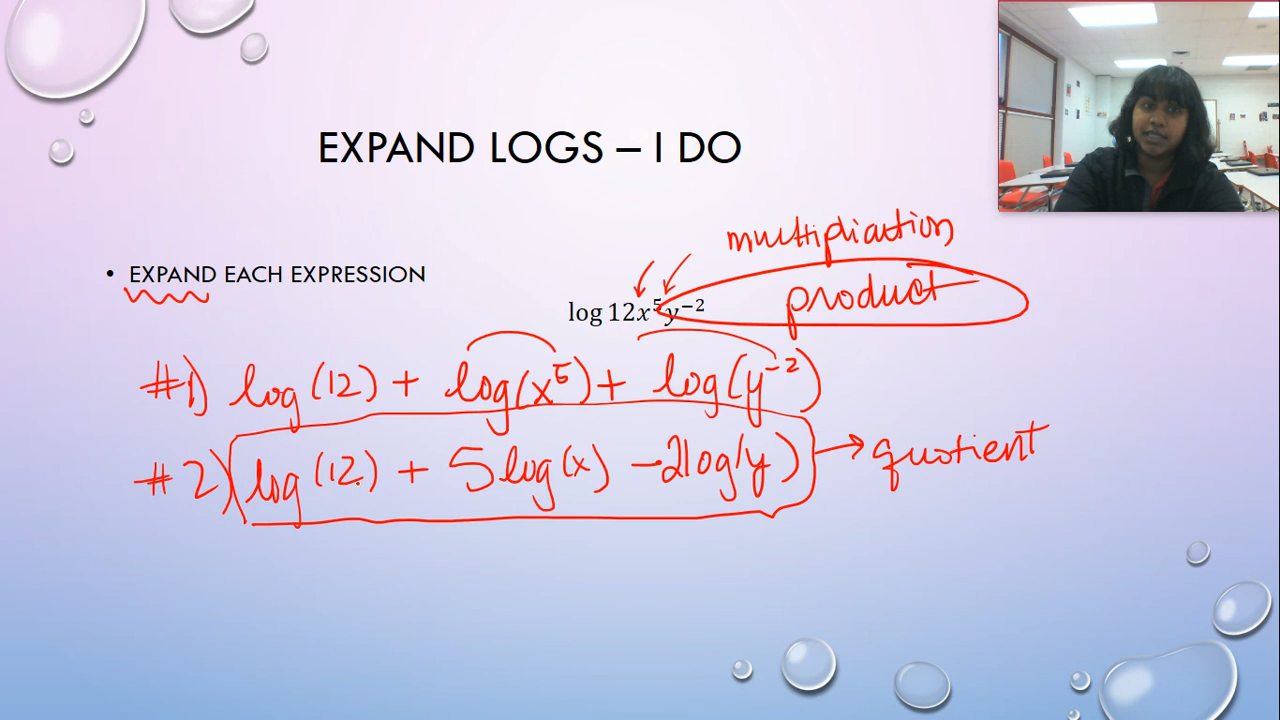 EXPAND LOGS – I DO
multipliation
• EXPAND EACH EXPRESSION
product
log 12x⁵y⁻²
#1) log(12) + log(x⁵) + log(y⁻²)
#2) log(12) + 5log(x) −2log(y) → quotient